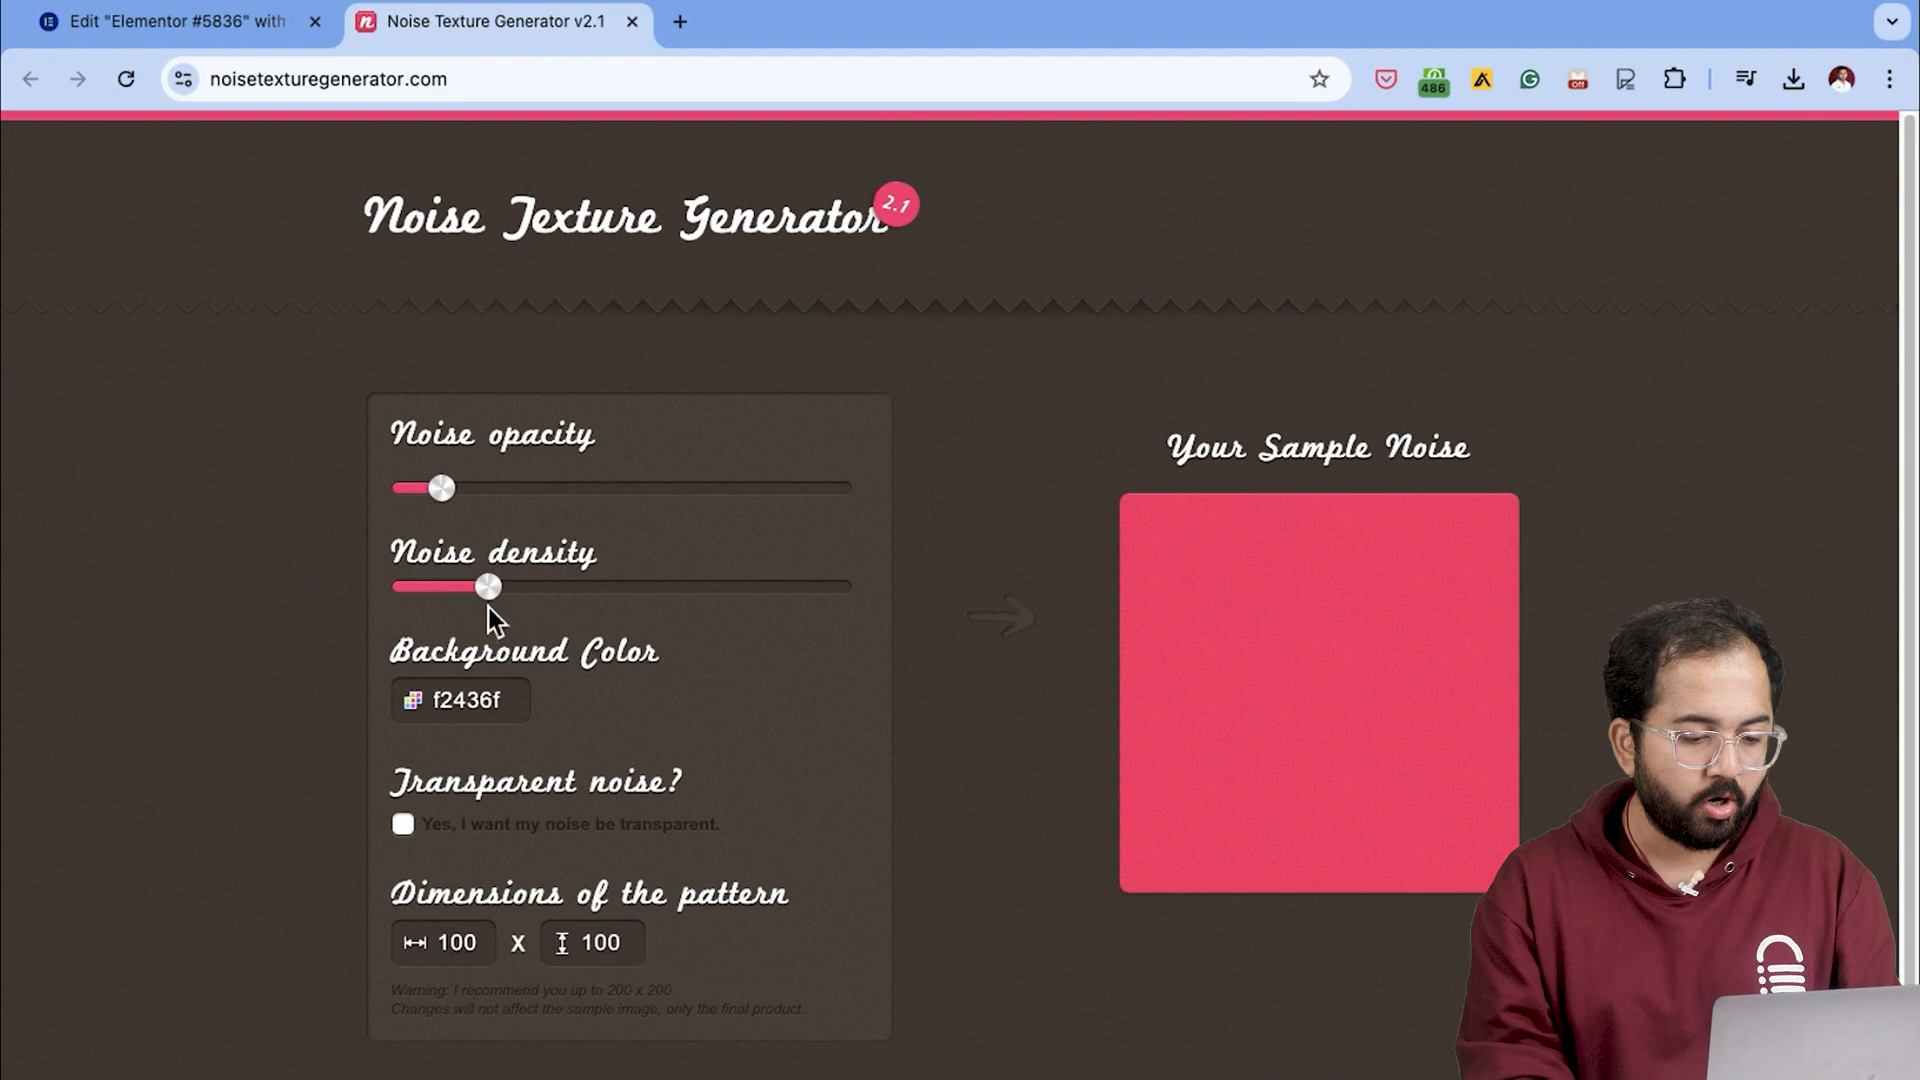 Edit "Elementor #5836" with
Noise Texture Generator v2.1
noisetexturegenerator.com
486
Off
Noise Texture Generator
2.1
Noise opacity
Your Sample Noise
Noise density
Background Color
f2436f
Transparent noise?
Yes, I want my noise be transparent.
Dimensions of the pattern
100 X 100
Warning: I recommend you up to 200 x 200
Changes will not affect the sample image, only the final product.